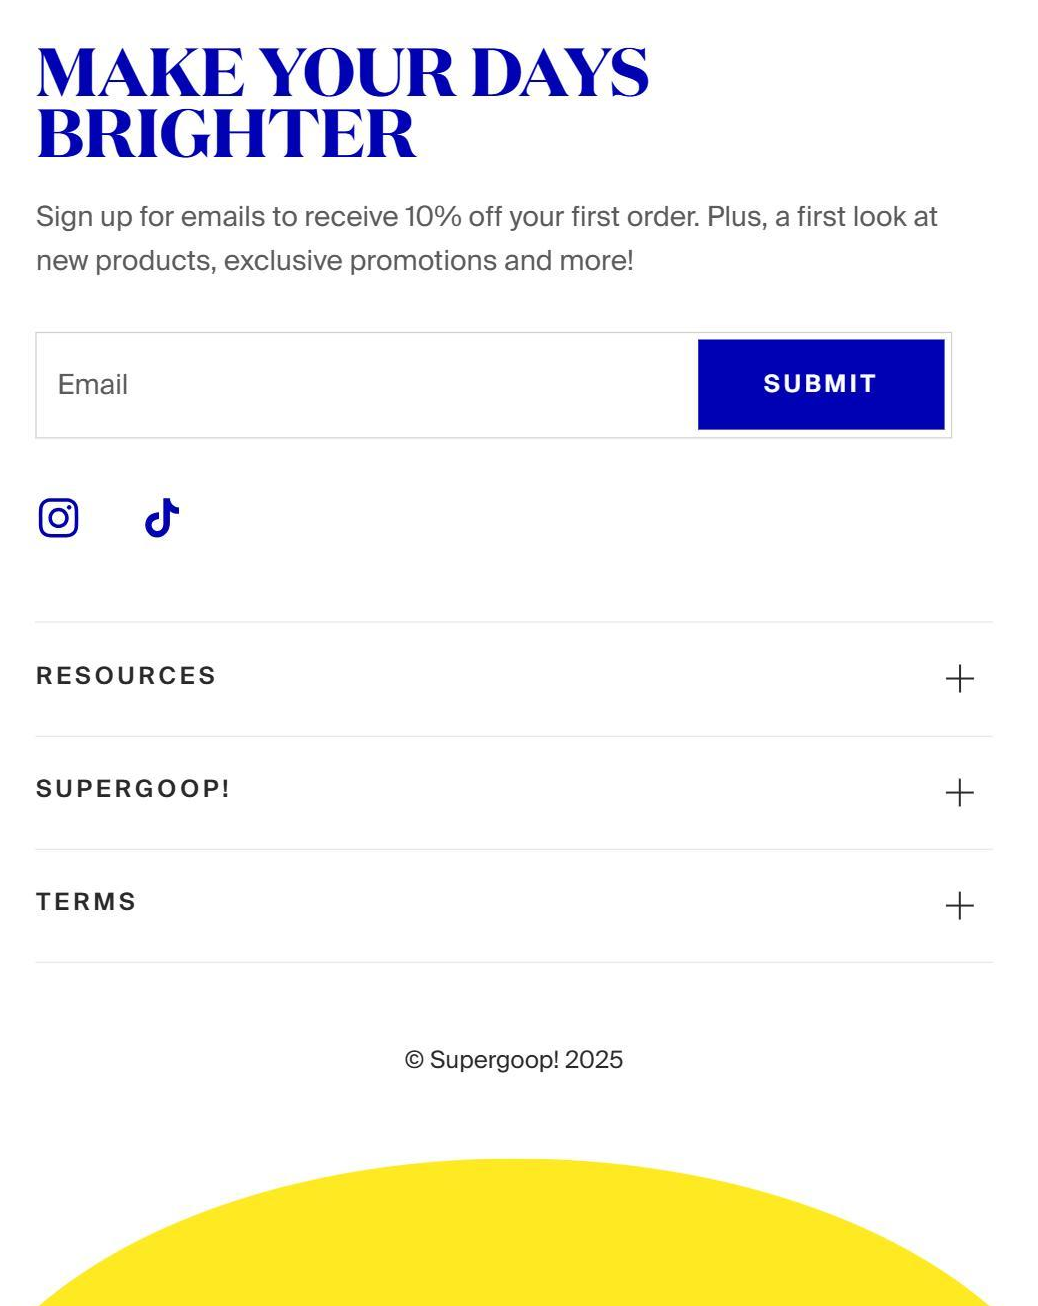 MAKE YOUR DAYS
BRIGHTER
Sign up for emails to receive 10% off your first order. Plus, a first look at
new products, exclusive promotions and more!
Email
SUBMIT
RESOURCES
SUPERGOOP!
TERMS
© Supergoop! 2025